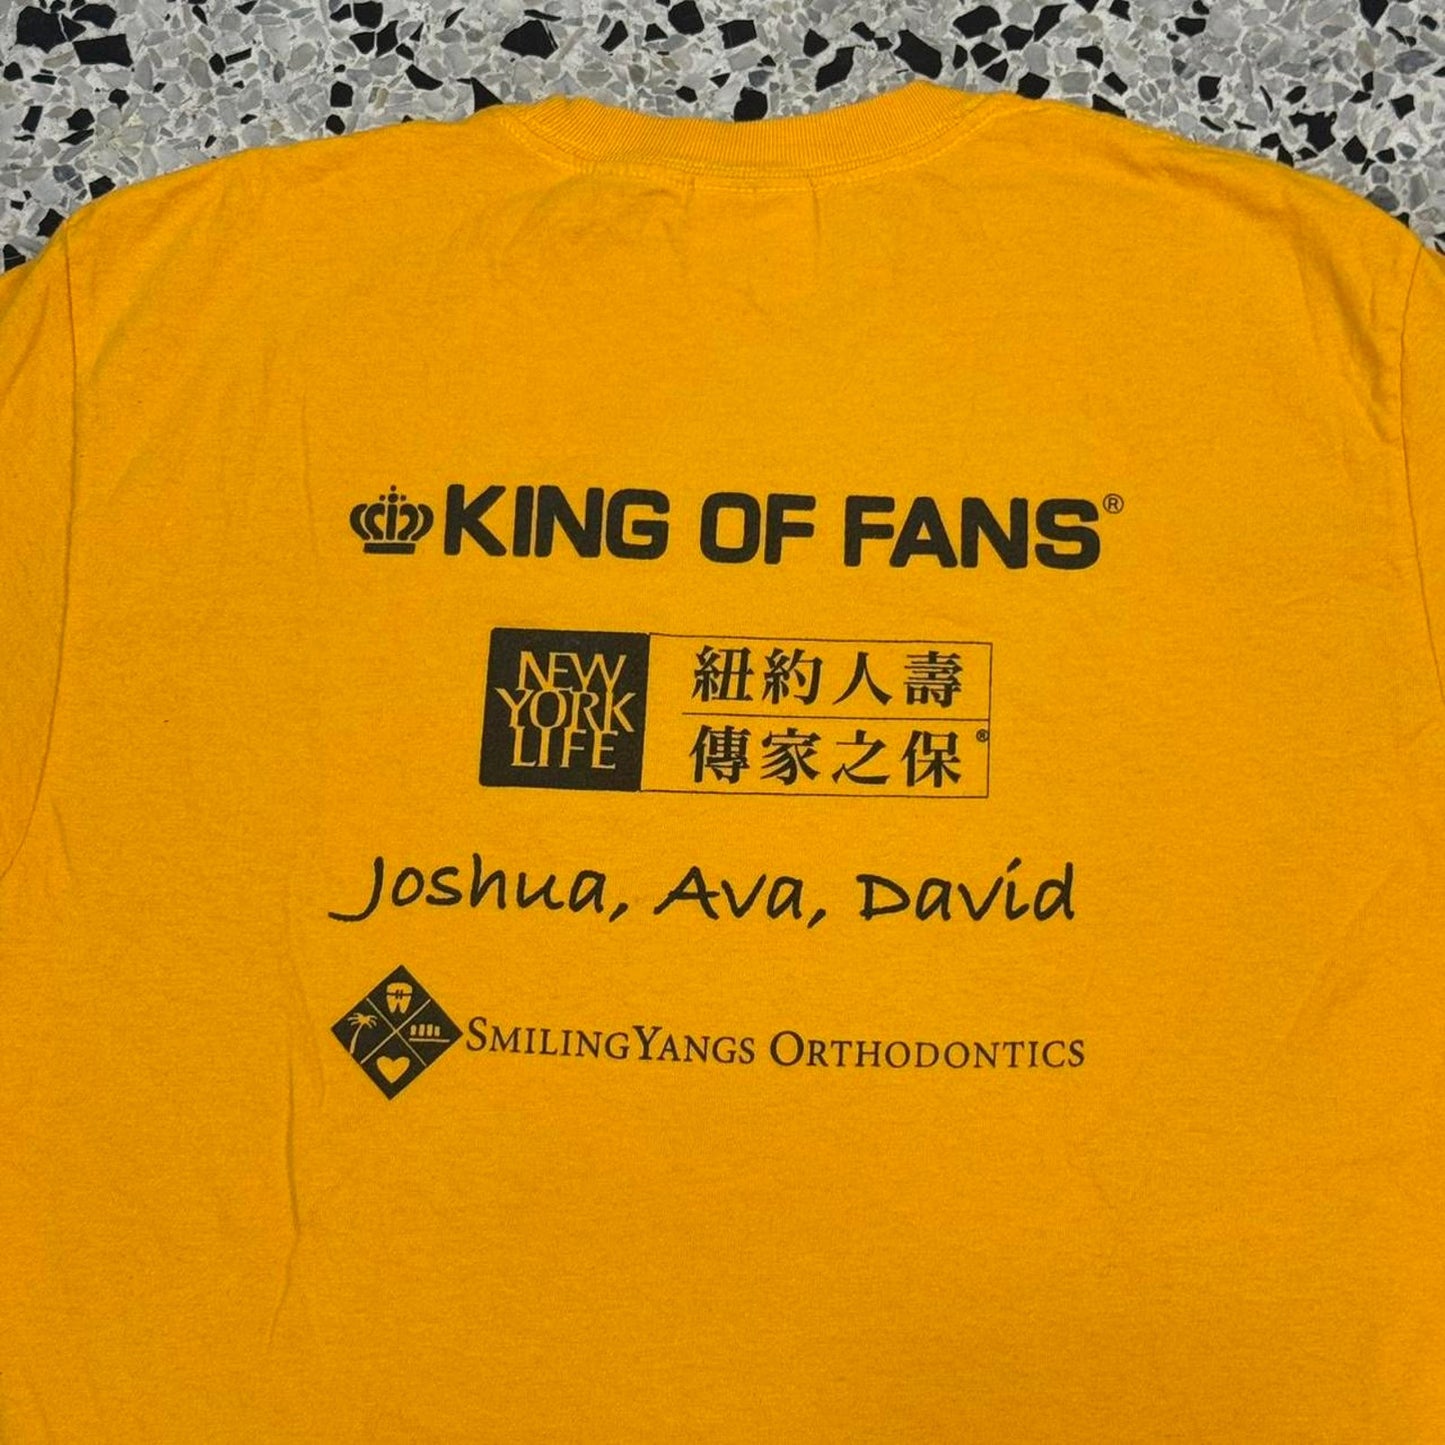 KING OF FANS®
NEW
YORK
LIFE
紐約人壽
傳家之保®
Joshua, Ava, David
SMILINGYANGS ORTHODONTICS